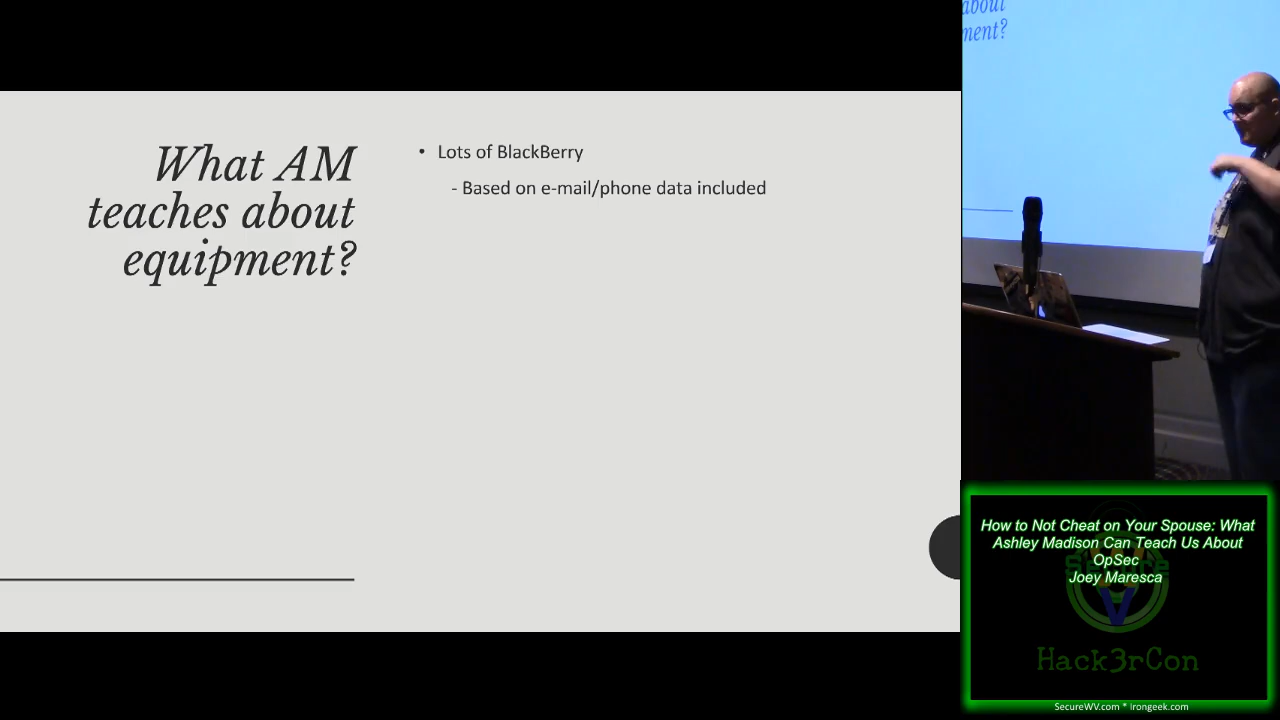 What AM
teaches about
equipment?
• Lots of BlackBerry
- Based on e-mail/phone data included
about
ment?
How to Not Cheat on Your Spouse: What
Ashley Madison Can Teach Us About
OpSec
Joey Maresca
Secure
WV
Hack3rCon
SecureWV.com * irongeek.com